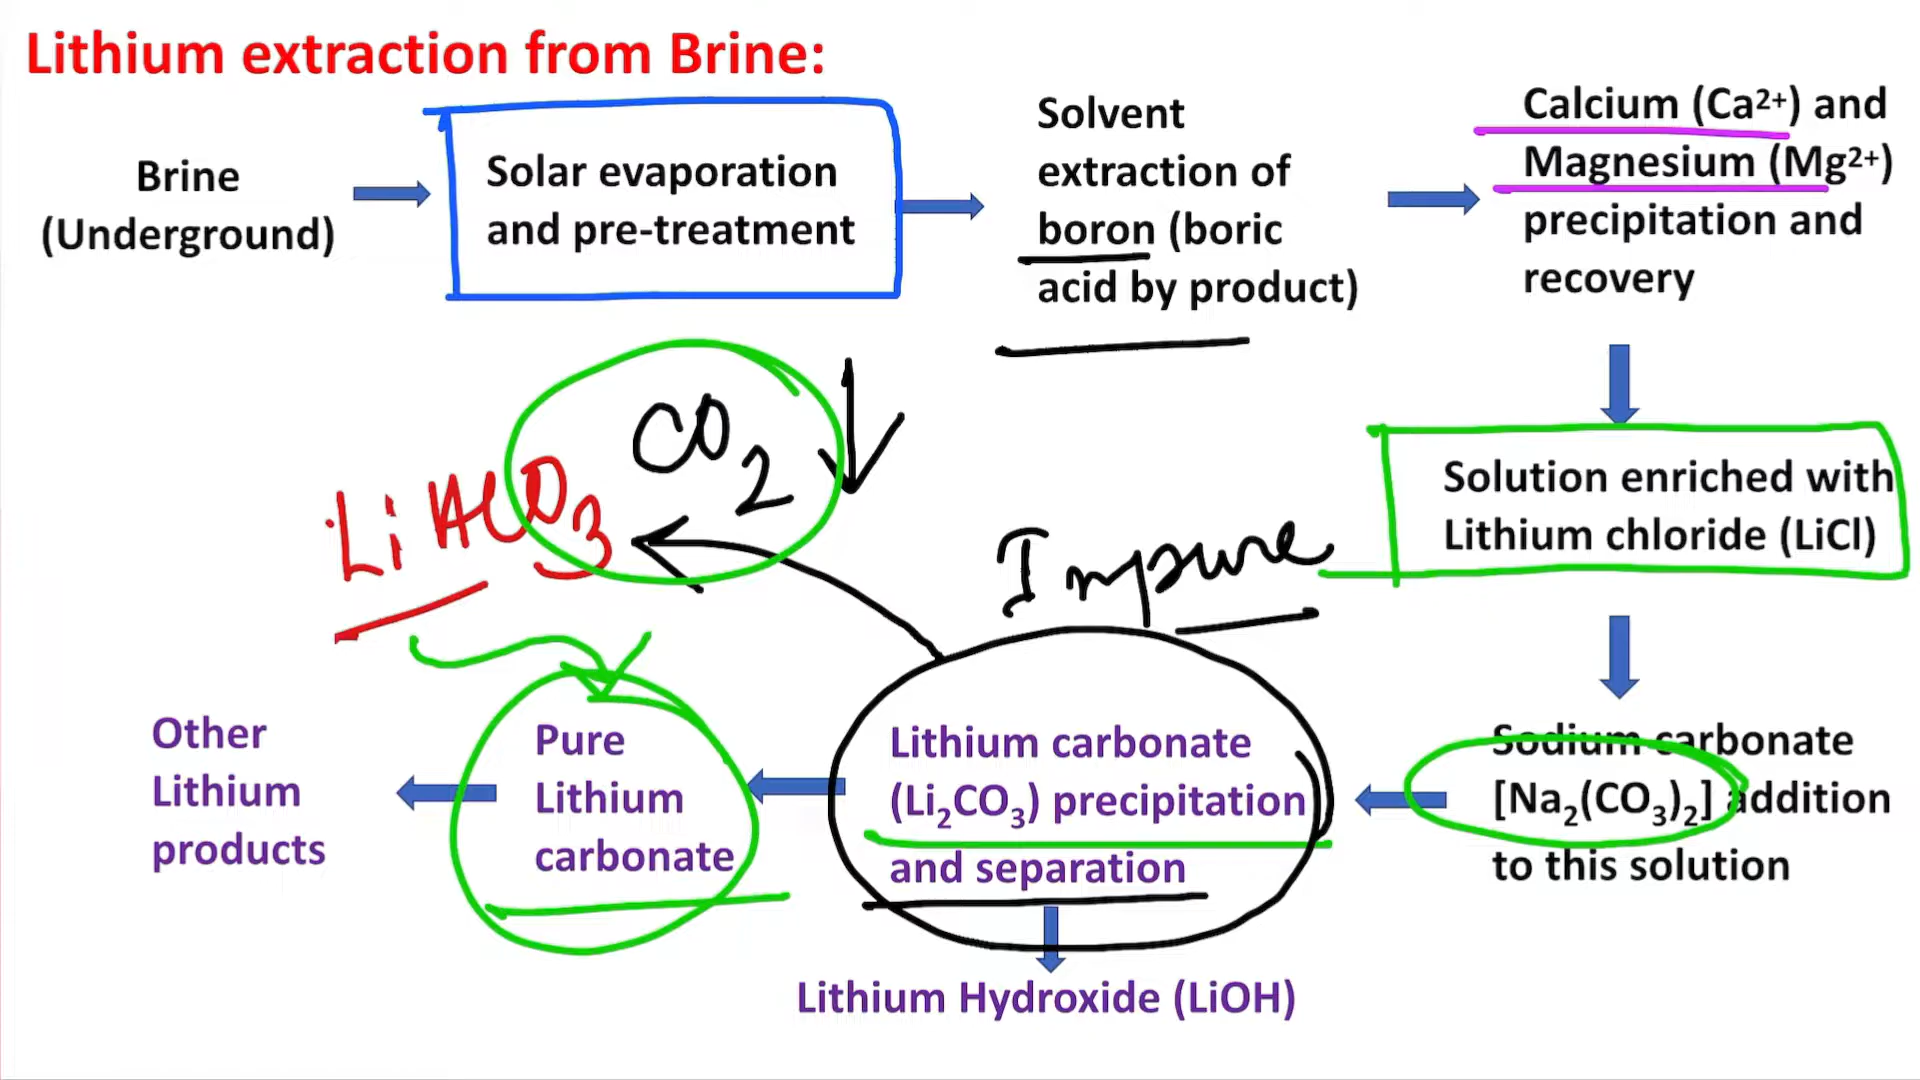 Lithium extraction from Brine:
Brine
(Underground)
Solar evaporation
and pre-treatment
Solvent
extraction of
boron (boric
acid by product)
Calcium (Ca²⁺) and
Magnesium (Mg²⁺)
precipitation and
recovery
Solution enriched with
Lithium chloride (LiCl)
CO₂
LiHCO₃
Impure
Sodium carbonate
[Na₂(CO₃)₂] addition
to this solution
Lithium carbonate
(Li₂CO₃) precipitation
and separation
Pure
Lithium
carbonate
Other
Lithium
products
Lithium Hydroxide (LiOH)